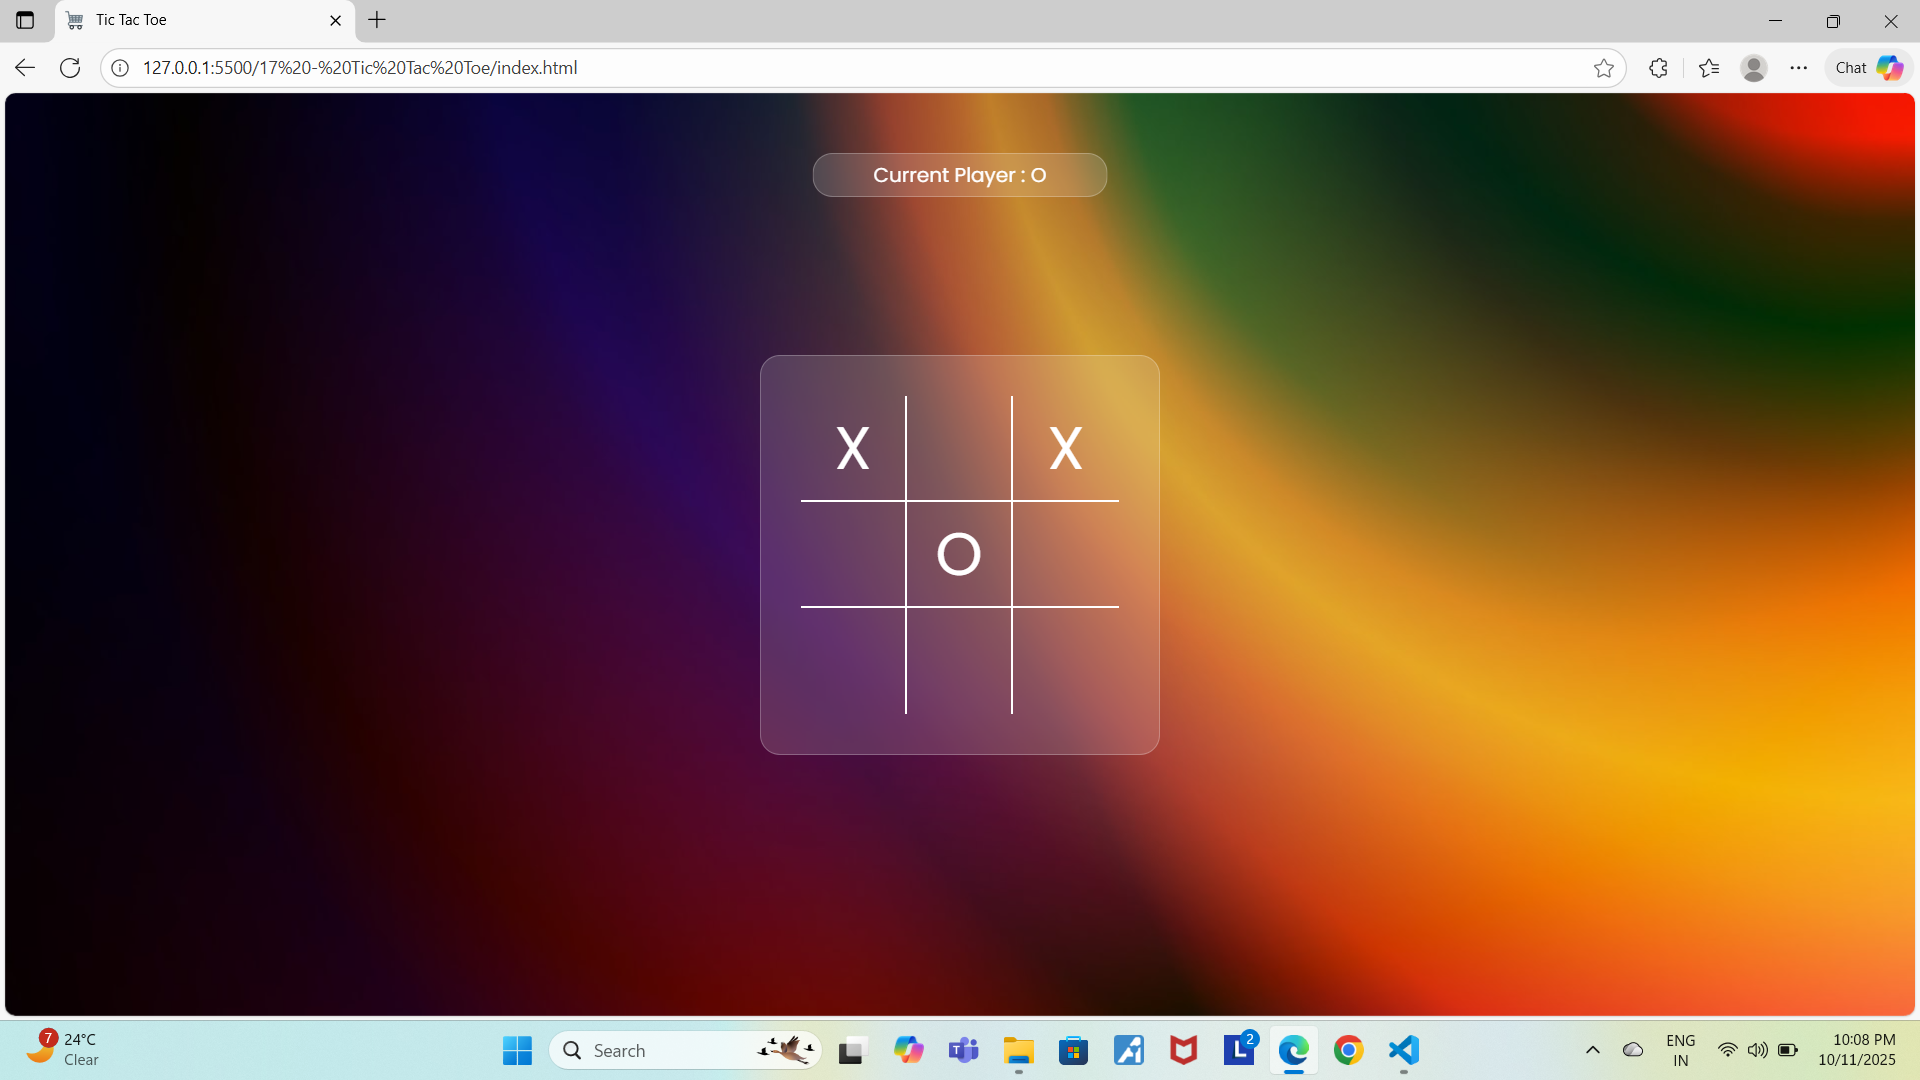 Tic Tac Toe
127.0.0.1:5500/17%20-%20Tic%20Tac%20Toe/index.html
Chat
Current Player : O
X X
O
7
24°C
Clear
Search
T
L
2
ENG
IN
10:08 PM
10/11/2025